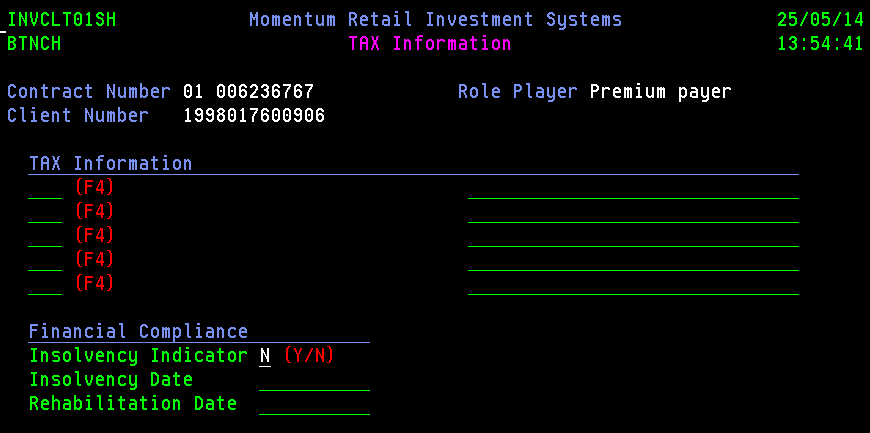 INVCLT01SH Momentum Retail Investment Systems 25/05/14
BTNCH TAX Information 13:54:41
Contract Number 01 006236767 Role Player Premium payer
Client Number 1998017600906
TAX Information
(F4)
(F4)
(F4)
(F4)
(F4)
Financial Compliance
Insolvency Indicator N (Y/N)
Insolvency Date
Rehabilitation Date